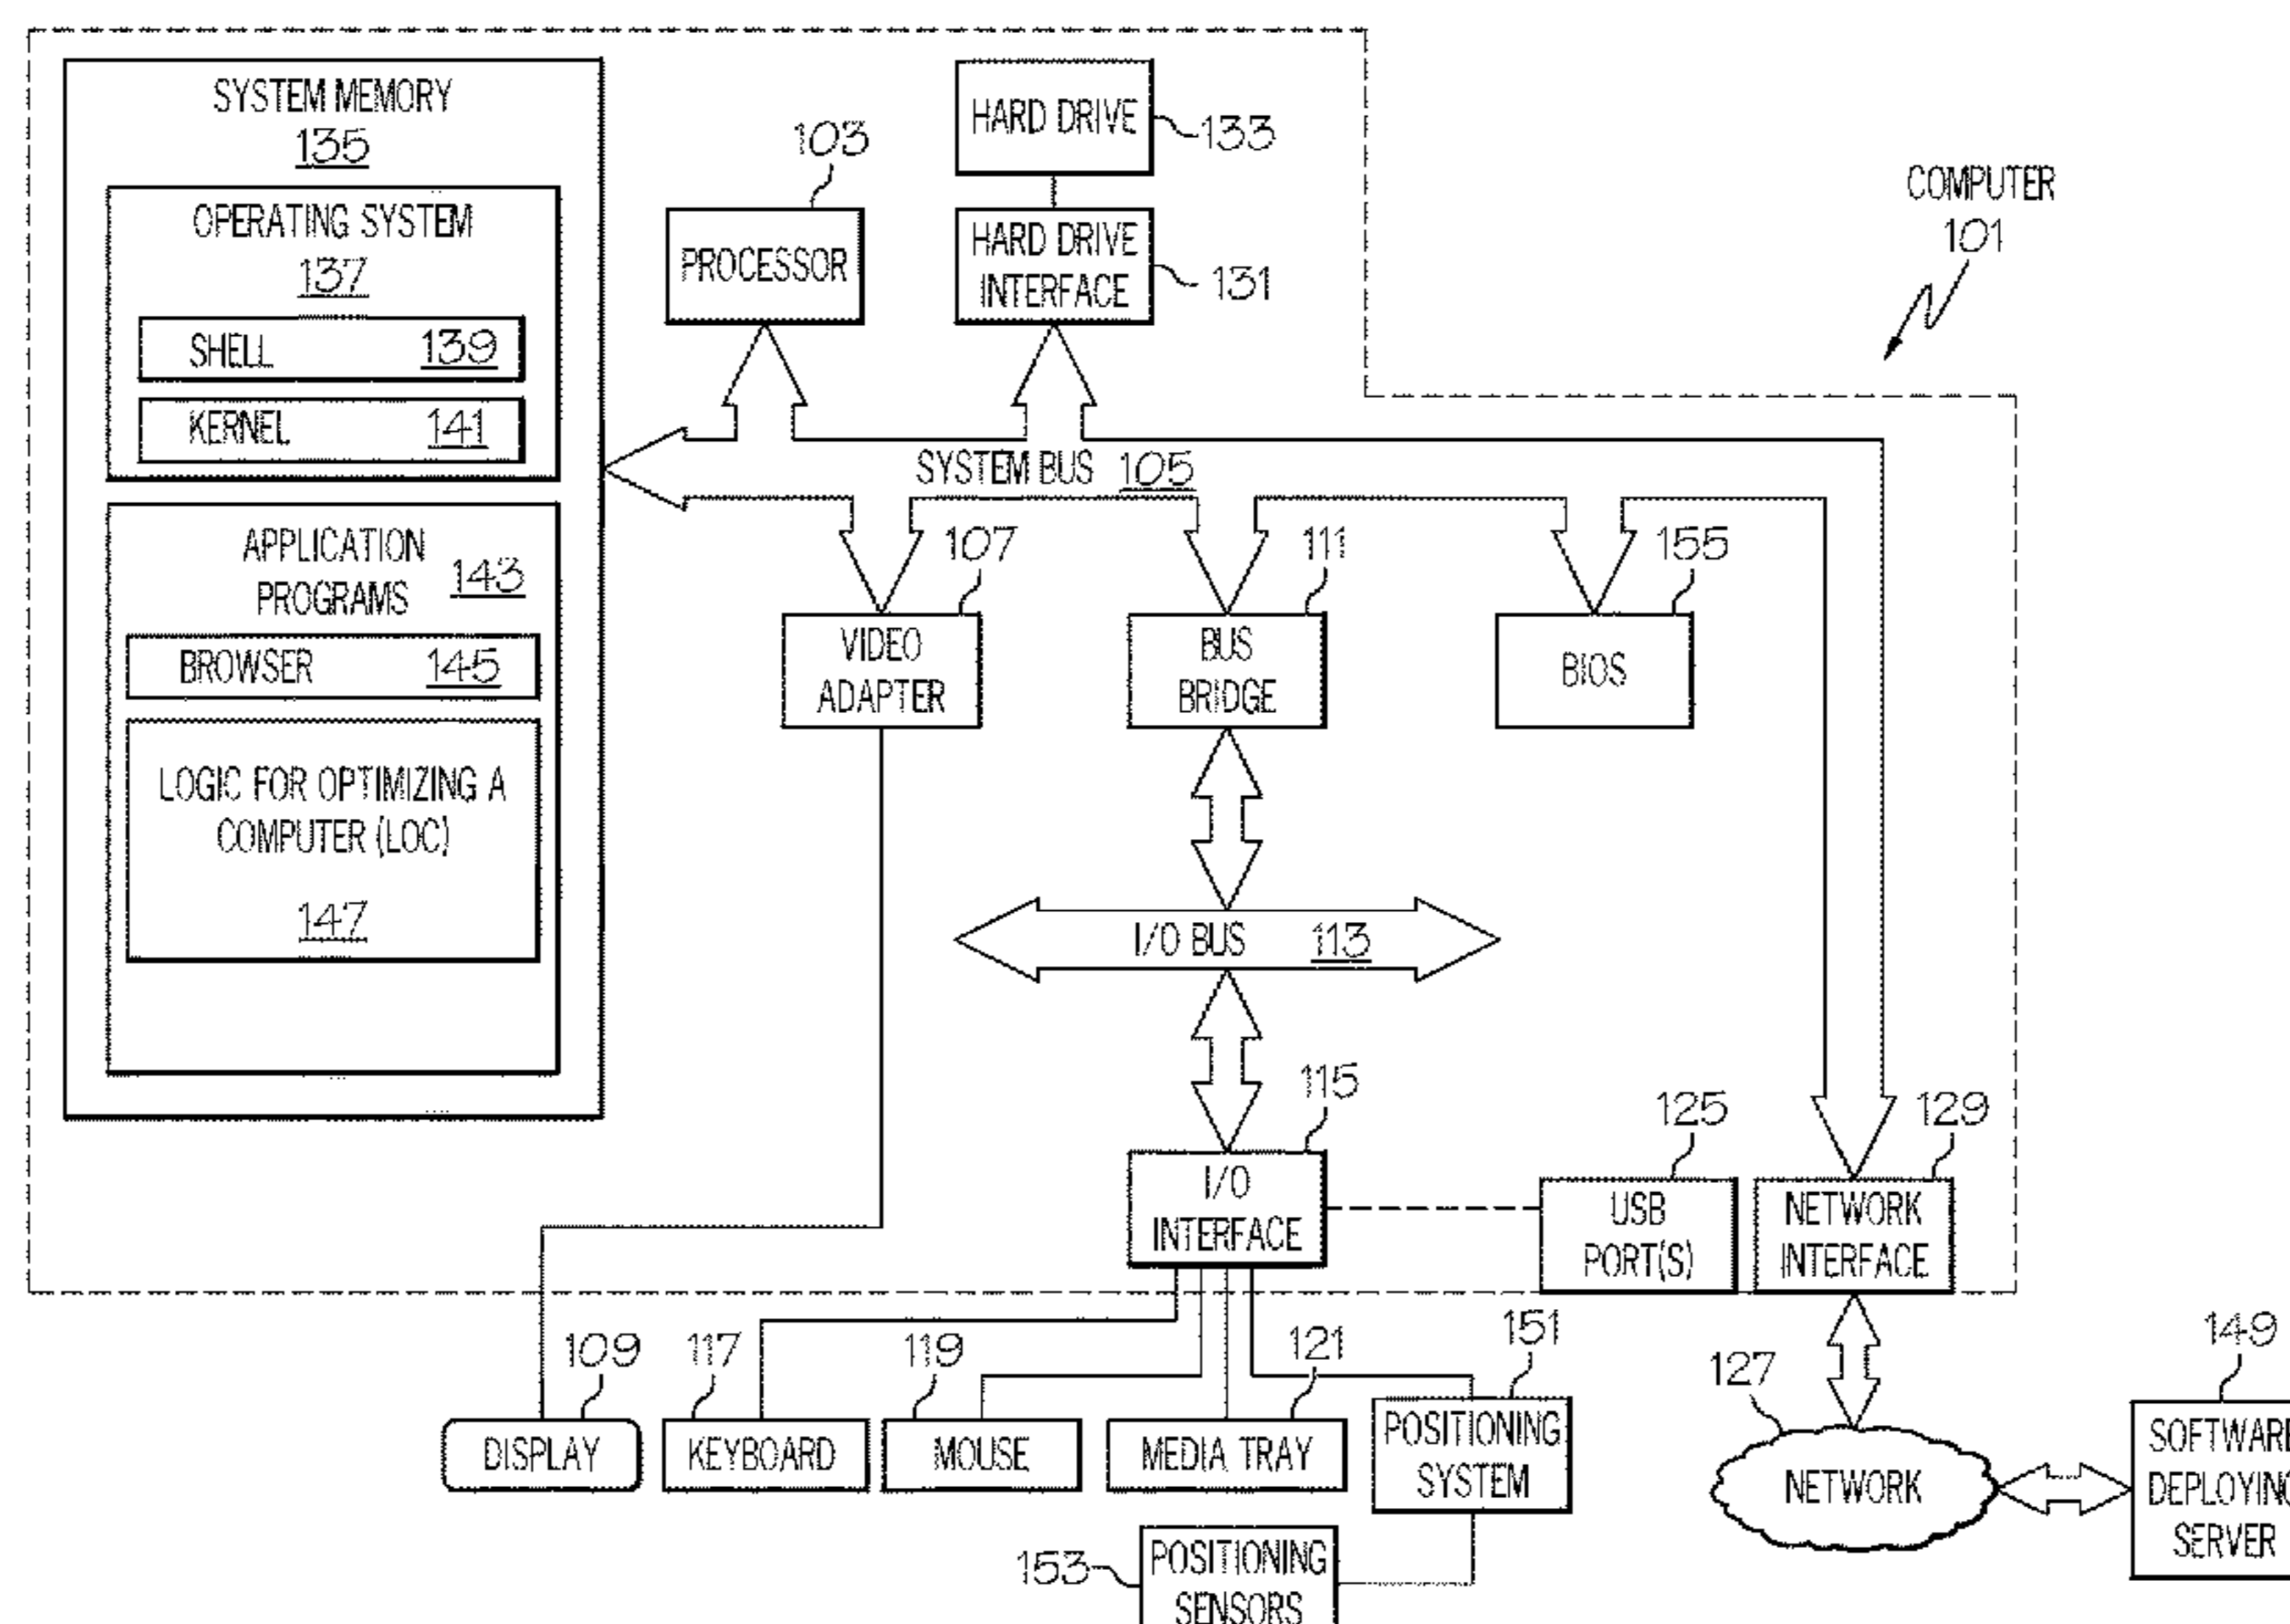 SYSTEM MEMORY
135
OPERATING SYSTEM
137
SHELL 139
KERNEL 141
APPLICATION
PROGRAMS
143
BROWSER 145
LOGIC FOR OPTIMIZING A
COMPUTER (LOC)
147
103
PROCESSOR
HARD DRIVE
133
HARD DRIVE
INTERFACE
131
COMPUTER
101
SYSTEM BUS 105
107
VIDEO
ADAPTER
111
BUS
BRIDGE
155
BIOS
I/O BUS 113
115
I/O
INTERFACE
125
USB
PORT(S)
129
NETWORK
INTERFACE
109
DISPLAY
117
KEYBOARD
119
MOUSE
121
MEDIA TRAY
151
POSITIONING
SYSTEM
153
POSITIONING
SENSORS
127
NETWORK
149
SOFTWARE
DEPLOYING
SERVER